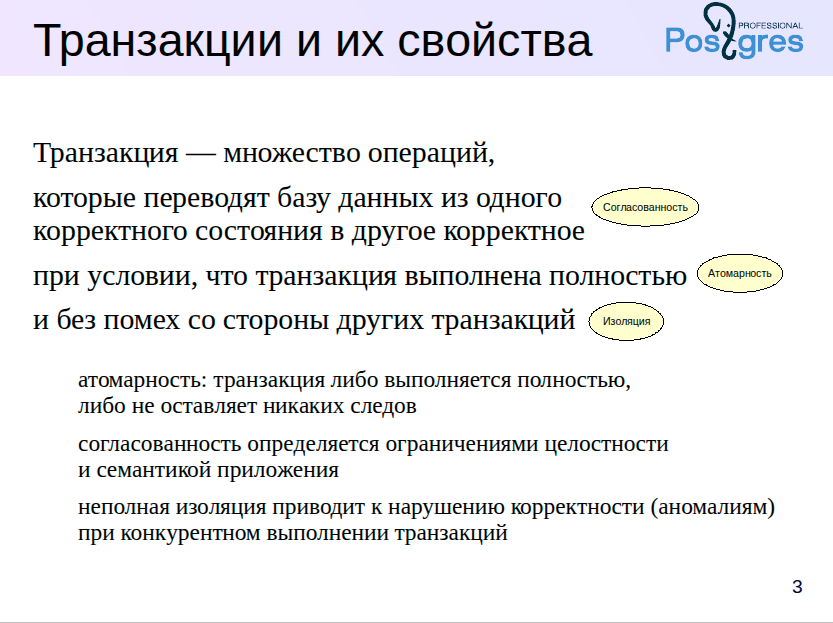 Транзакции и их свойства
PROFESSIONAL
Postgres
Транзакция — множество операций,
которые переводят базу данных из одного
корректного состояния в другое корректное
Согласованность
при условии, что транзакция выполнена полностью
Атомарность
и без помех со стороны других транзакций
Изоляция
атомарность: транзакция либо выполняется полностью,
либо не оставляет никаких следов
согласованность определяется ограничениями целостности
и семантикой приложения
неполная изоляция приводит к нарушению корректности (аномалиям)
при конкурентном выполнении транзакций
3